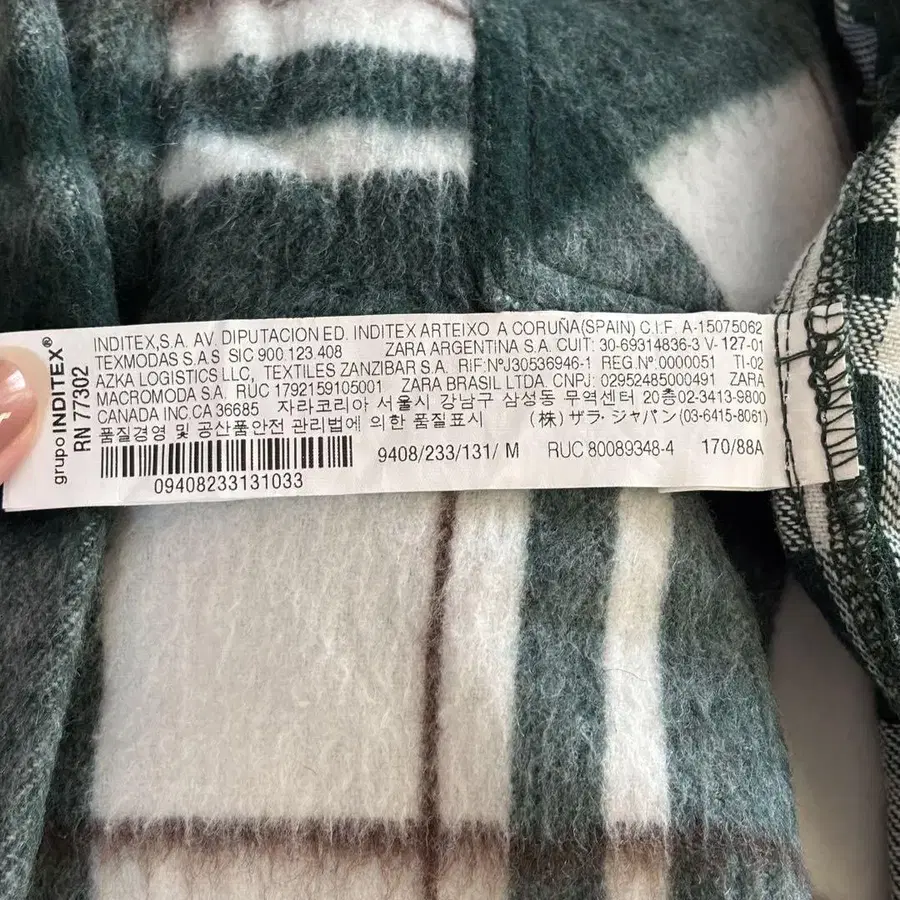 grupo INDITEX®
RN 77302
INDITEX,S.A. AV. DIPUTACION ED. INDITEX ARTEIXO A CORUÑA(SPAIN) C.I.F. A-15075062
TEXMODAS S.A.S SIC 900.123.408 ZARA ARGENTINA S.A. CUIT: 30-69314836-3 V-127-01
AZKA LOGISTICS LLC, TEXTILES ZANZIBAR S.A. RIF:NºJ30536946-1 REG.Nº:0000051 TI-02
MACROMODA S.A. RUC 1792159105001 ZARA BRASIL LTDA. CNPJ: 02952485000491 ZARA
CANADA INC CA 36685 자라코리아 서울시 강남구 삼성동 무역센터 20층02-3413-9800
품질경영 및 공산품안전 관리법에 의한 품질표시 (株) ザラ・ジャパン(03-6415-8061)
9408/233/131/ M RUC 80089348-4 170/88A
09408233131033